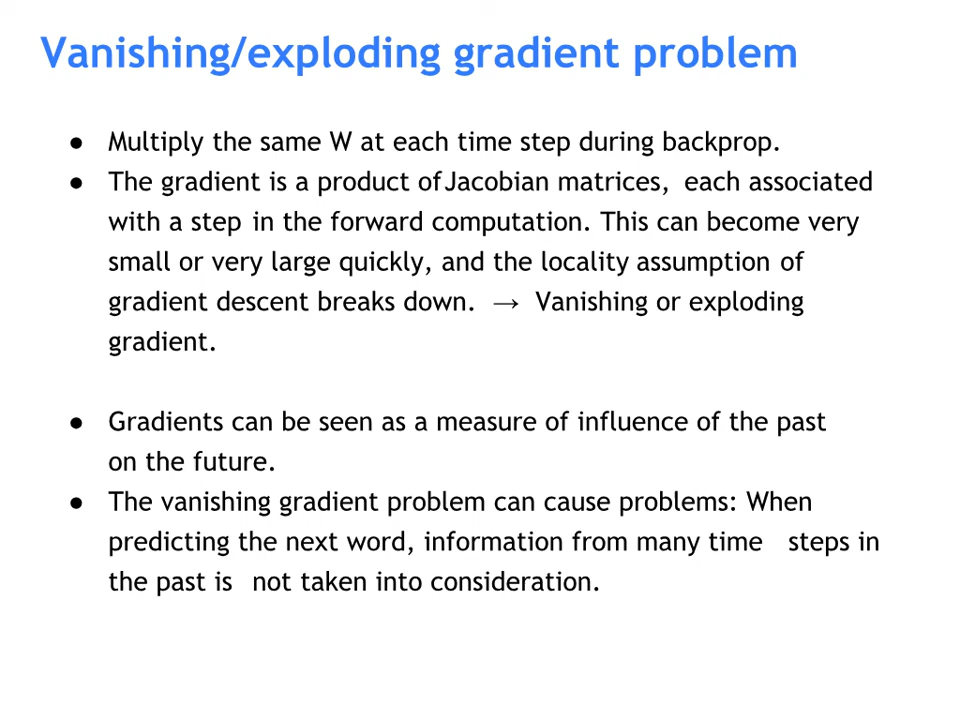 Vanishing/exploding gradient problem
● Multiply the same W at each time step during backprop.
● The gradient is a product ofJacobian matrices, each associated
with a step in the forward computation. This can become very
small or very large quickly, and the locality assumption of
gradient descent breaks down. → Vanishing or exploding
gradient.
● Gradients can be seen as a measure of influence of the past
on the future.
● The vanishing gradient problem can cause problems: When
predicting the next word, information from many time steps in
the past is not taken into consideration.